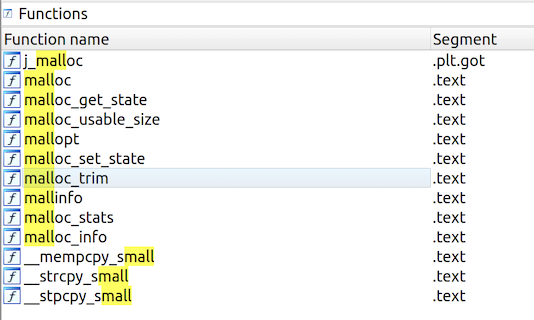 Functions
Function name Segment
j_malloc .plt.got
malloc .text
malloc_get_state .text
malloc_usable_size .text
mallopt .text
malloc_set_state .text
malloc_trim .text
mallinfo .text
malloc_stats .text
malloc_info .text
__mempcpy_small .text
__strcpy_small .text
__stpcpy_small .text